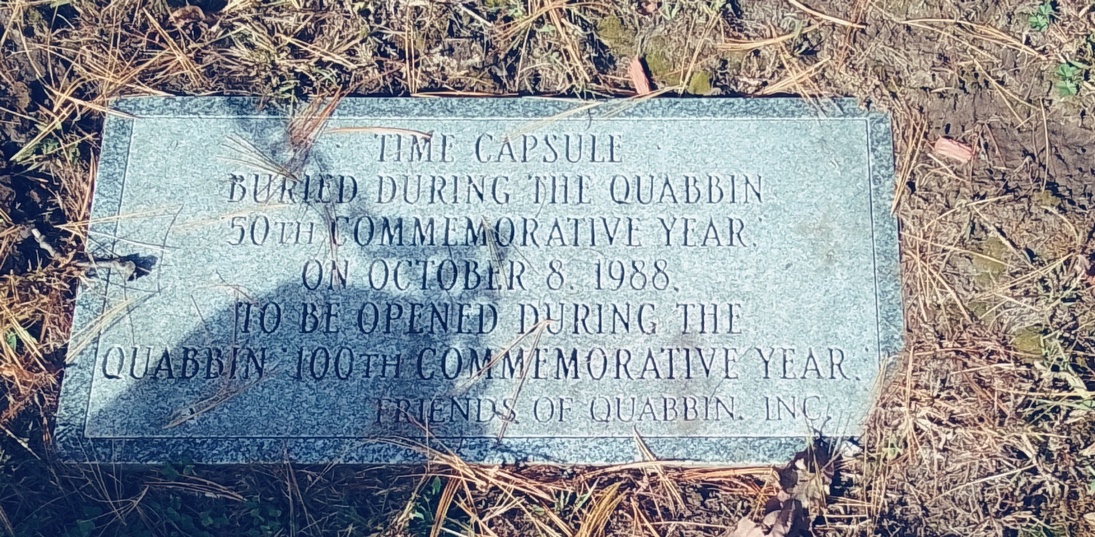 TIME CAPSULE
BURIED DURING THE QUABBIN
50TH COMMEMORATIVE YEAR,
ON OCTOBER 8, 1988,
TO BE OPENED DURING THE
QUABBIN 100TH COMMEMORATIVE YEAR.
FRIENDS OF QUABBIN, INC.